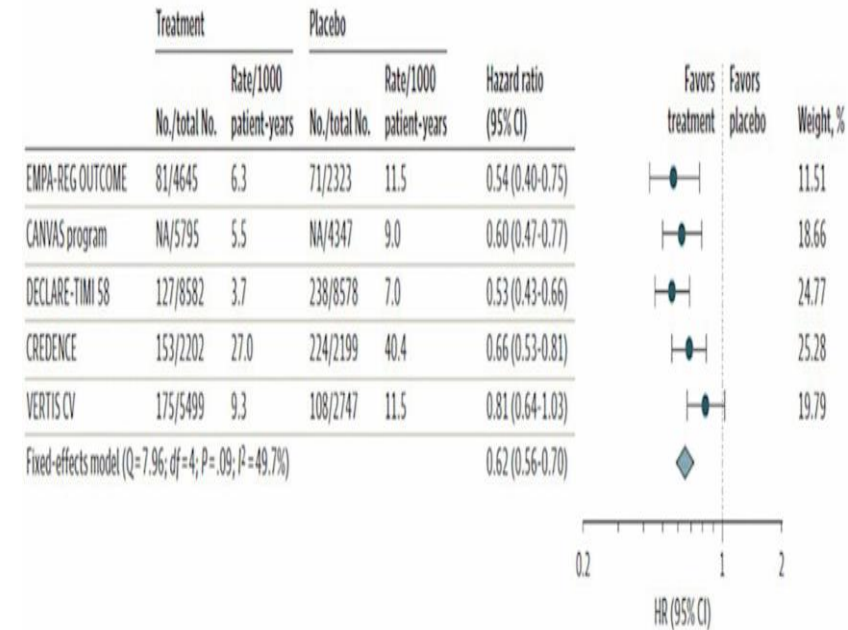 Treatment Placebo
Rate/1000 Rate/1000 Hazard ratio Favors Favors
No./total No. patient-years No./total No. patient-years (95% CI) treatment placebo Weight, %
EMPA-REG OUTCOME 81/4645 6.3 71/2323 11.5 0.54 (0.40-0.75) 11.51
CANVAS program NA/5795 5.5 NA/4347 9.0 0.60 (0.47-0.77) 18.66
DECLARE-TIMI 58 127/8582 3.7 238/8578 7.0 0.53 (0.43-0.66) 24.77
CREDENCE 153/2202 27.0 224/2199 40.4 0.66 (0.53-0.81) 25.28
VERTIS CV 175/5499 9.3 108/2747 11.5 0.81 (0.64-1.03) 19.79
Fixed-effects model (Q=7.96; df=4; P=.09; I²=49.7%) 0.62 (0.56-0.70)
0.2 1 2
HR (95% CI)